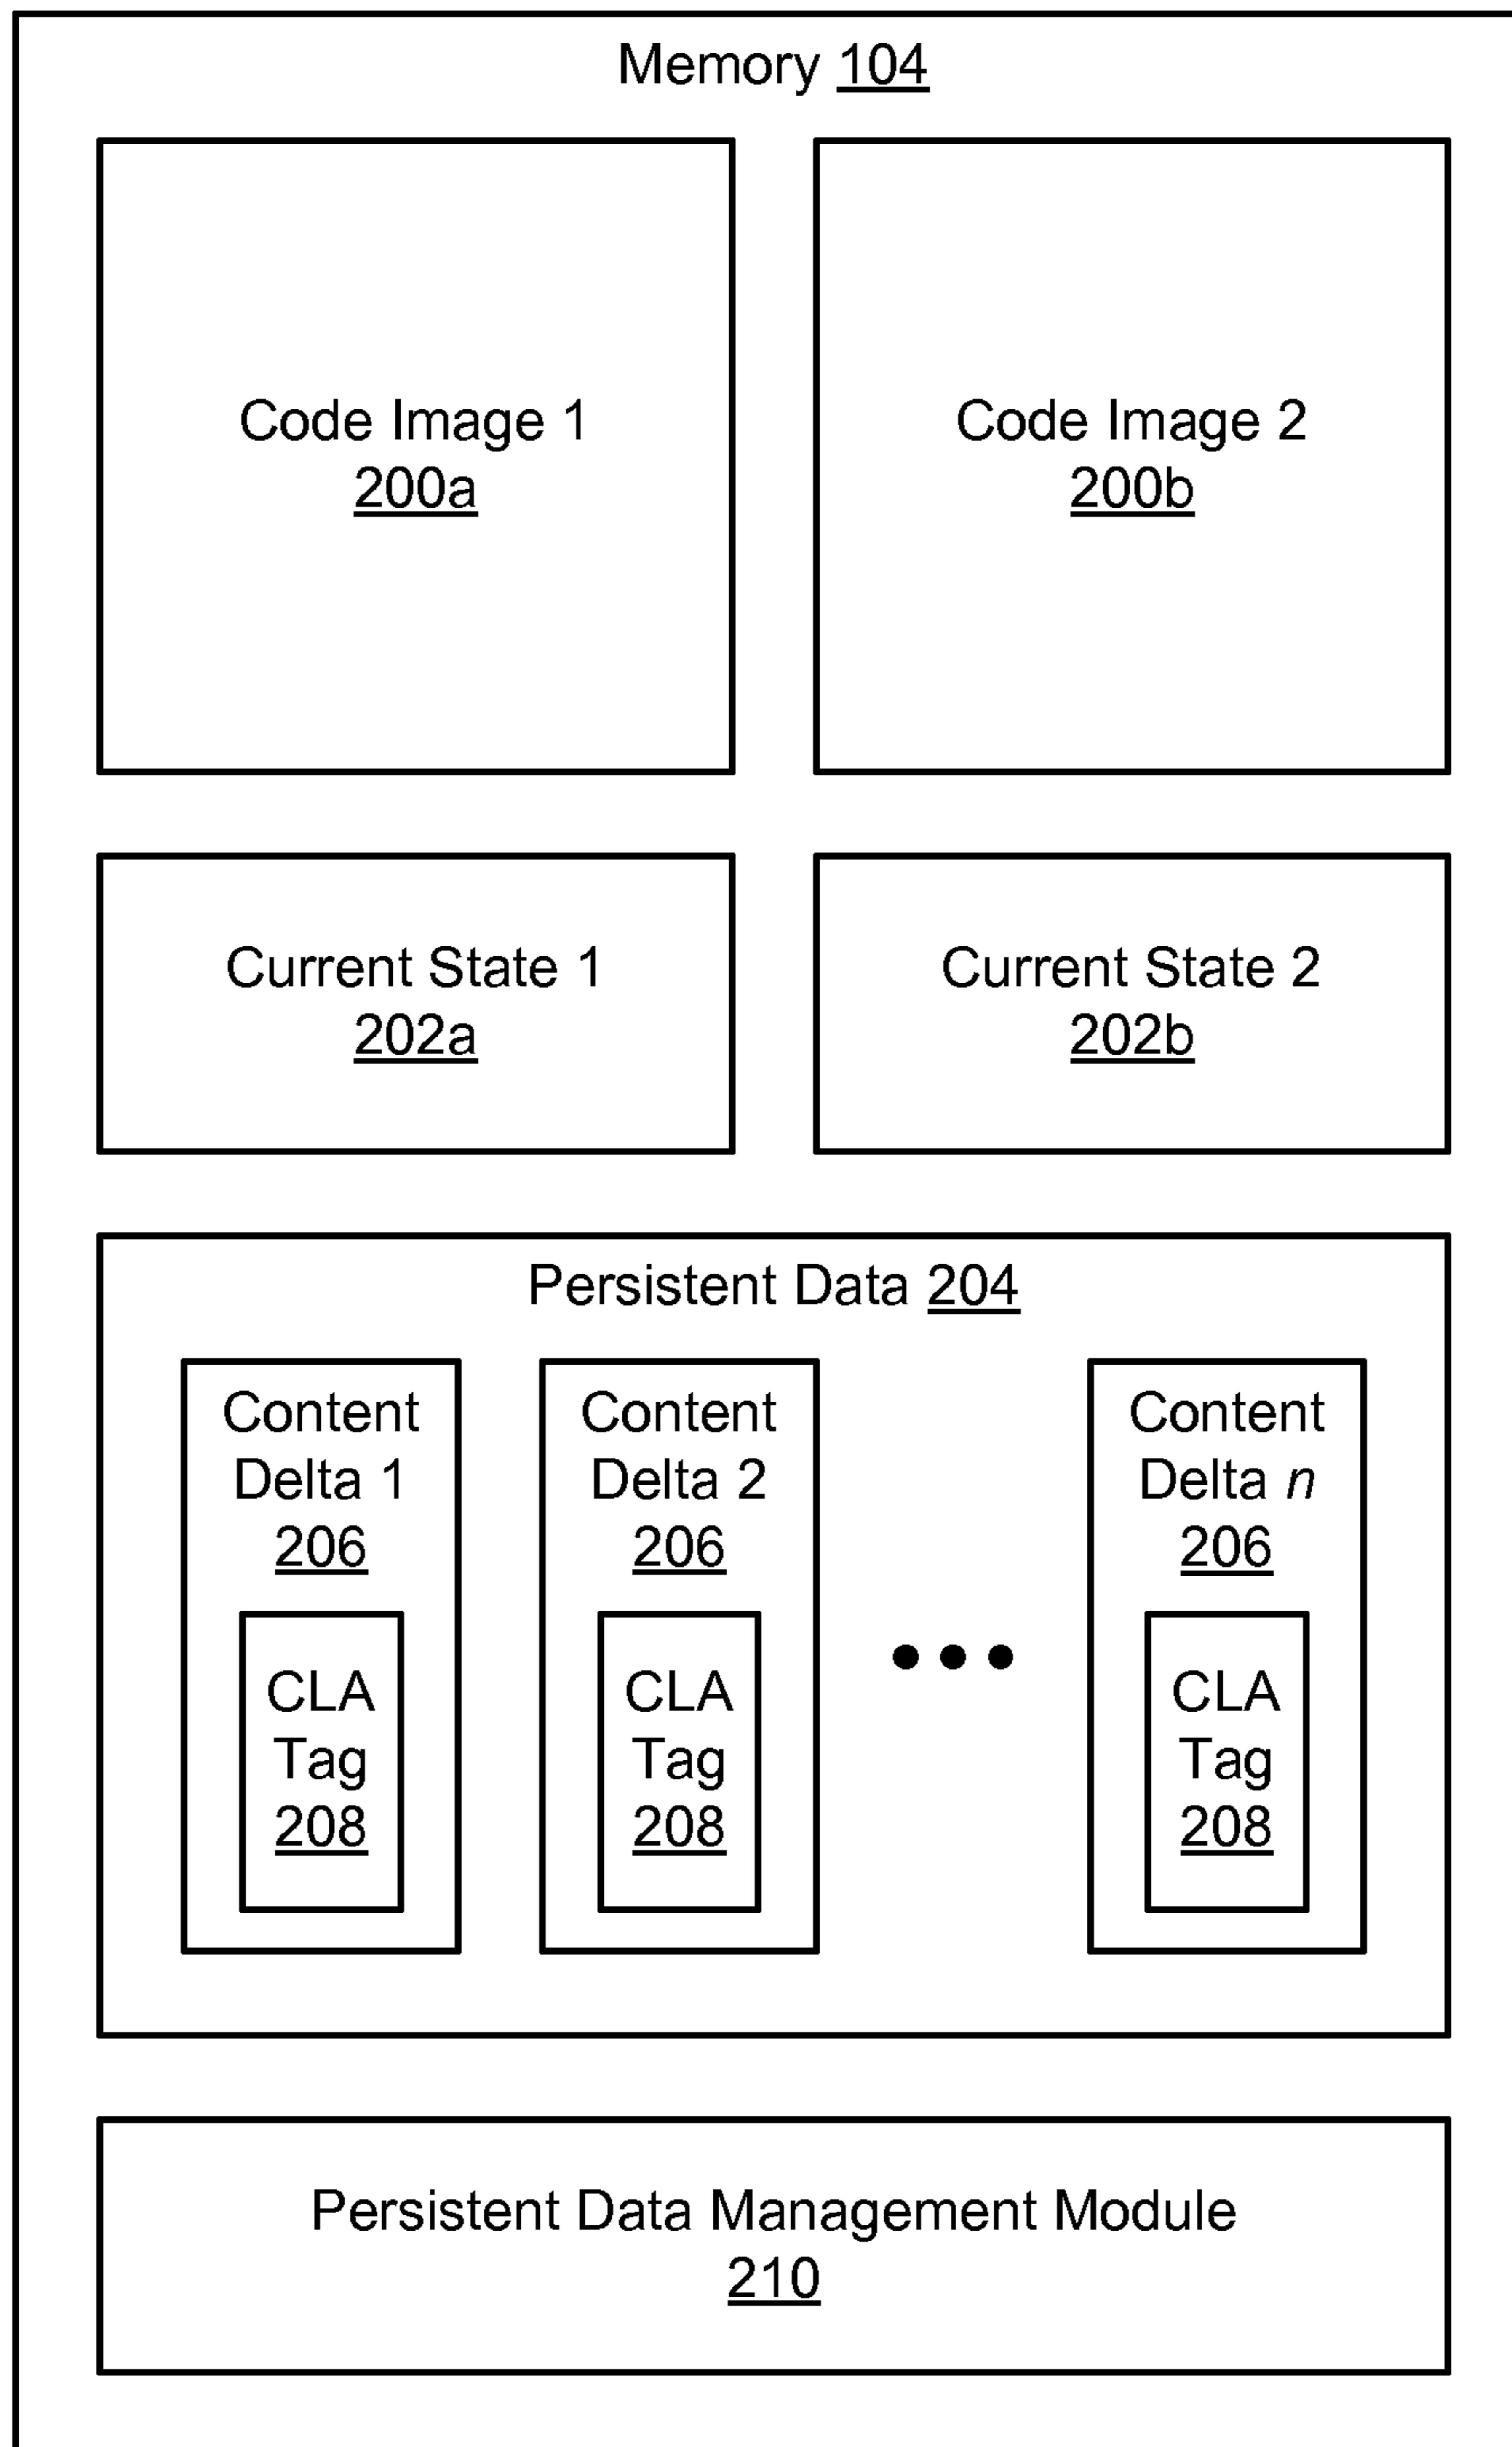 Memory 104
Code Image 1
200a
Code Image 2
200b
Current State 1
202a
Current State 2
202b
Persistent Data 204
Content
Delta 1
206
CLA
Tag
208
Content
Delta 2
206
CLA
Tag
208
Content
Delta n
206
CLA
Tag
208
Persistent Data Management Module
210